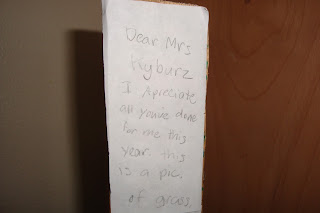 Dear Mrs
Kyburz
I Apreciate
all you've done
for me this
year. this
is a pic.
of grass.